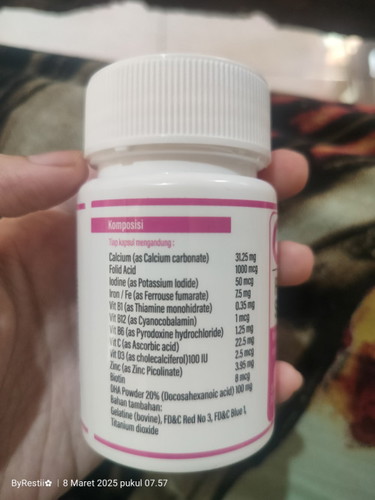 Komposisi
Tiap kapsul mengandung :
Calcium (as Calcium carbonate) 31.25 mg
Folid Acid 1000 mcg
Iodine (as Potassium Iodide) 50 mcg
Iron / Fe (as Ferrouse fumarate) 7.5 mg
Vit B1 (as Thiamine monohidrate) 0.35 mg
Vit B12 (as Cyanocobalamin) 1 mcg
Vit B6 (as Pyrodoxine hydrochloride) 1.25 mg
Vit C (as Ascorbic acid) 22.5 mg
Vit D3 (as cholecalciferol)100 IU 2.5 mcg
Zinc (as Zinc Picolinate) 3.95 mg
Biotin 8 mcg
DHA Powder 20% (Docosahexanoic acid) 100 mg
Bahan tambahan:
Gelatine (bovine), FD&C Red No 3, FD&C Blue 1,
Titanium dioxide
ByRestii✿ | 8 Maret 2025 pukul 07.57